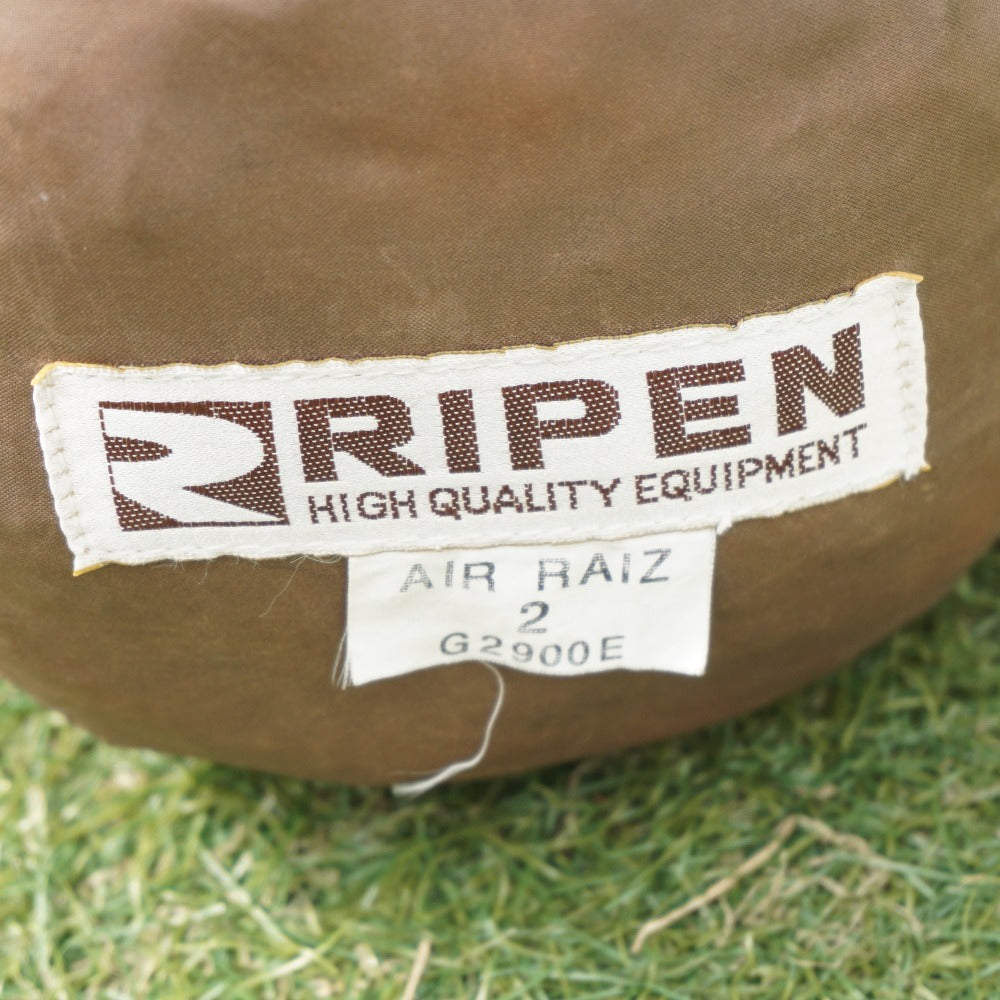 RIPEN
HIGH QUALITY EQUIPMENT
AIR RAIZ
2
G2900E